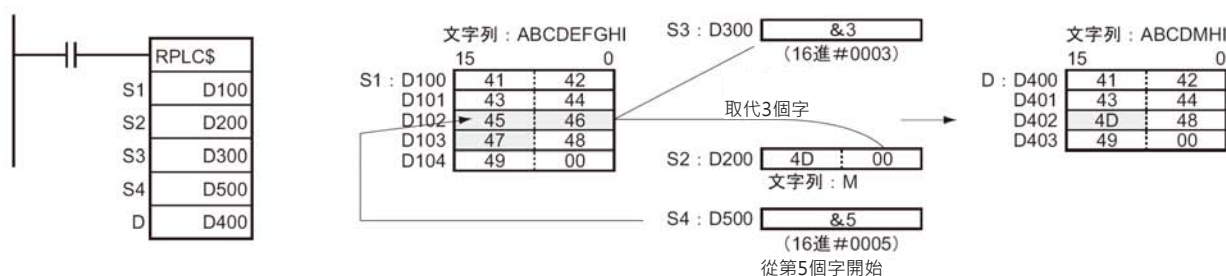 RPLC$
S1 D100
S2 D200
S3 D300
S4 D500
D D400
文字列：ABCDEFGHI
15 0
S1：D100 41 42
D101 43 44
D102 45 46
D103 47 48
D104 49 00
S3：D300 &3
（16進＃0003）
取代3個字
S2：D200 4D 00
文字列：M
S4：D500 &5
（16進＃0005）
從第5個字開始
文字列：ABCDMHI
15 0
D：D400 41 42
D401 43 44
D402 4D 48
D403 49 00